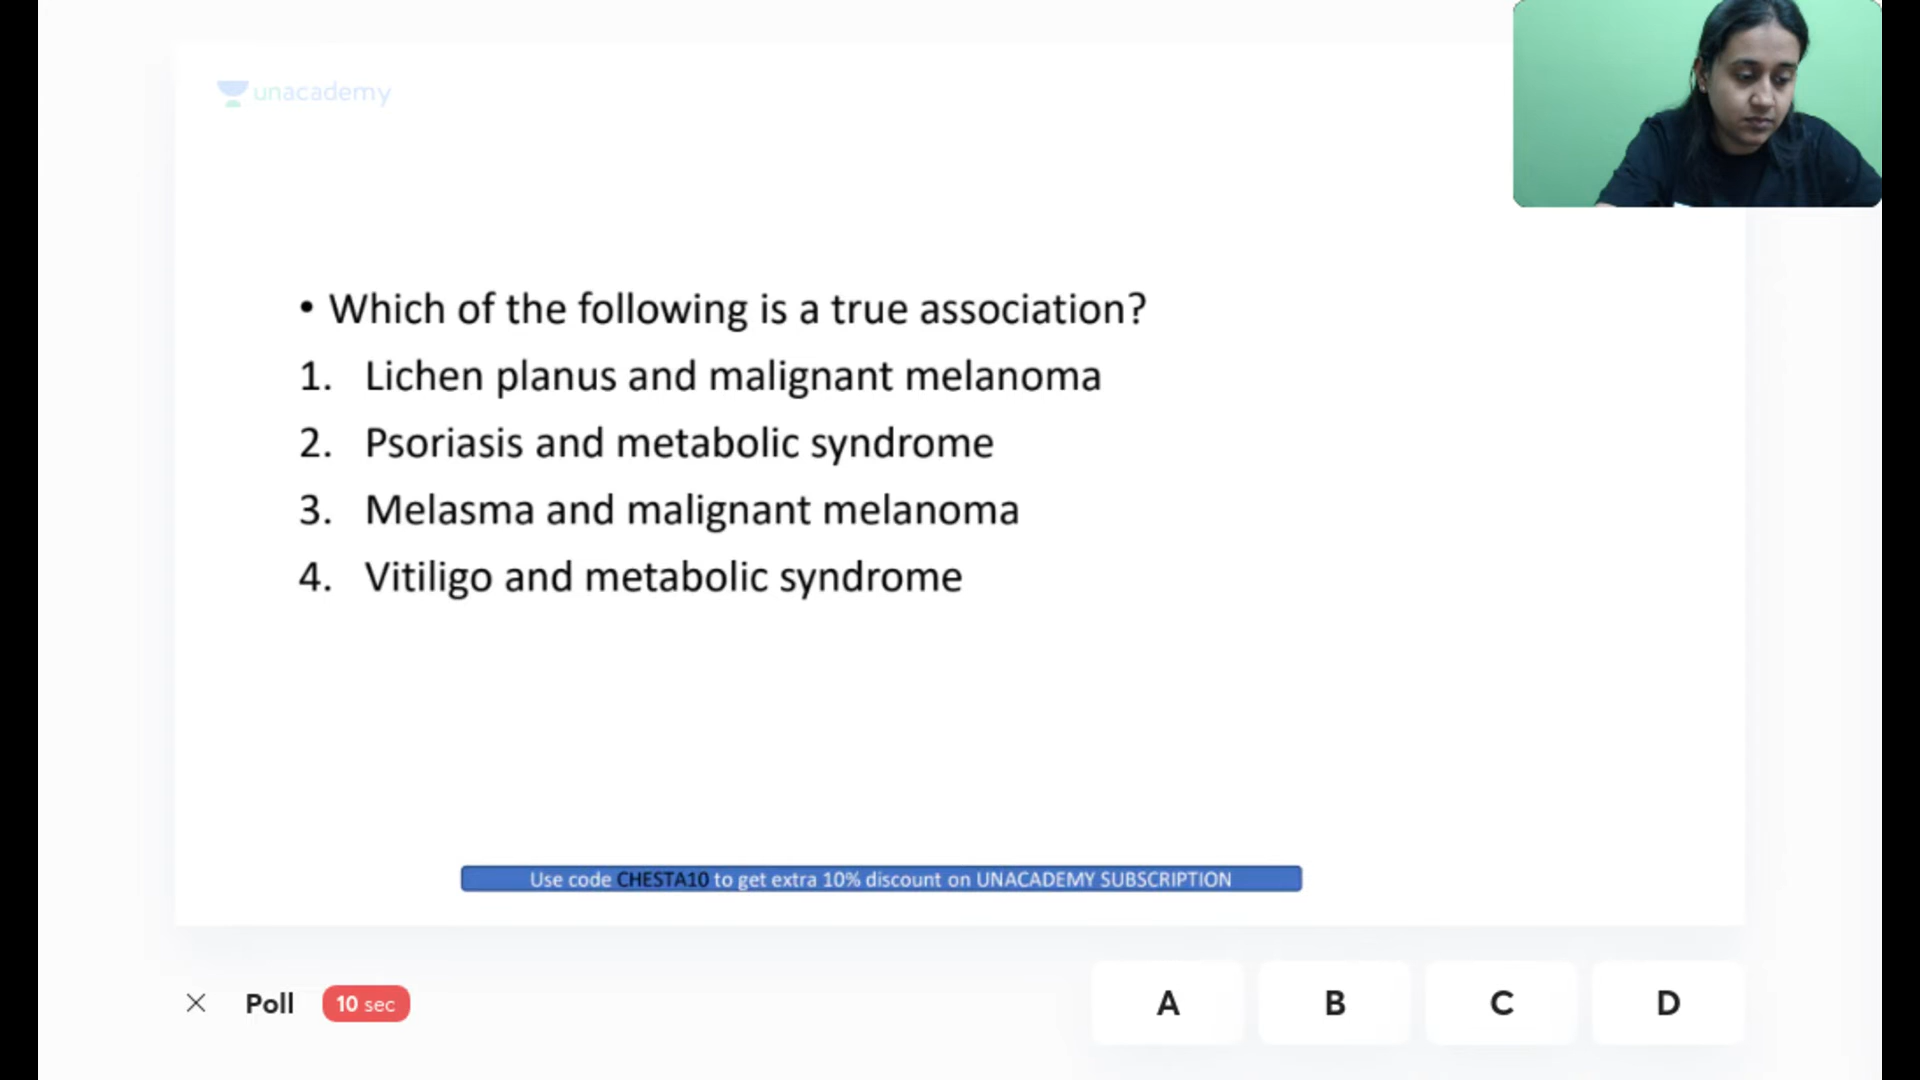 unacademy
• Which of the following is a true association?
1. Lichen planus and malignant melanoma
2. Psoriasis and metabolic syndrome
3. Melasma and malignant melanoma
4. Vitiligo and metabolic syndrome
Use code CHESTA10 to get extra 10% discount on UNACADEMY SUBSCRIPTION
Poll 10 sec A B C D